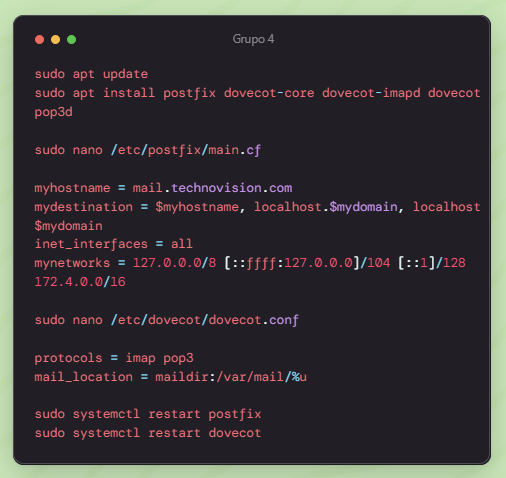 Grupo 4
sudo apt update
sudo apt install postfix dovecot-core dovecot-imapd dovecot
pop3d
sudo nano /etc/postfix/main.cf
myhostname = mail.technovision.com
mydestination = $myhostname, localhost.$mydomain, localhost
$mydomain
inet_interfaces = all
mynetworks = 127.0.0.0/8 [::ffff:127.0.0.0]/104 [::1]/128
172.4.0.0/16
sudo nano /etc/dovecot/dovecot.conf
protocols = imap pop3
mail_location = maildir:/var/mail/%u
sudo systemctl restart postfix
sudo systemctl restart dovecot